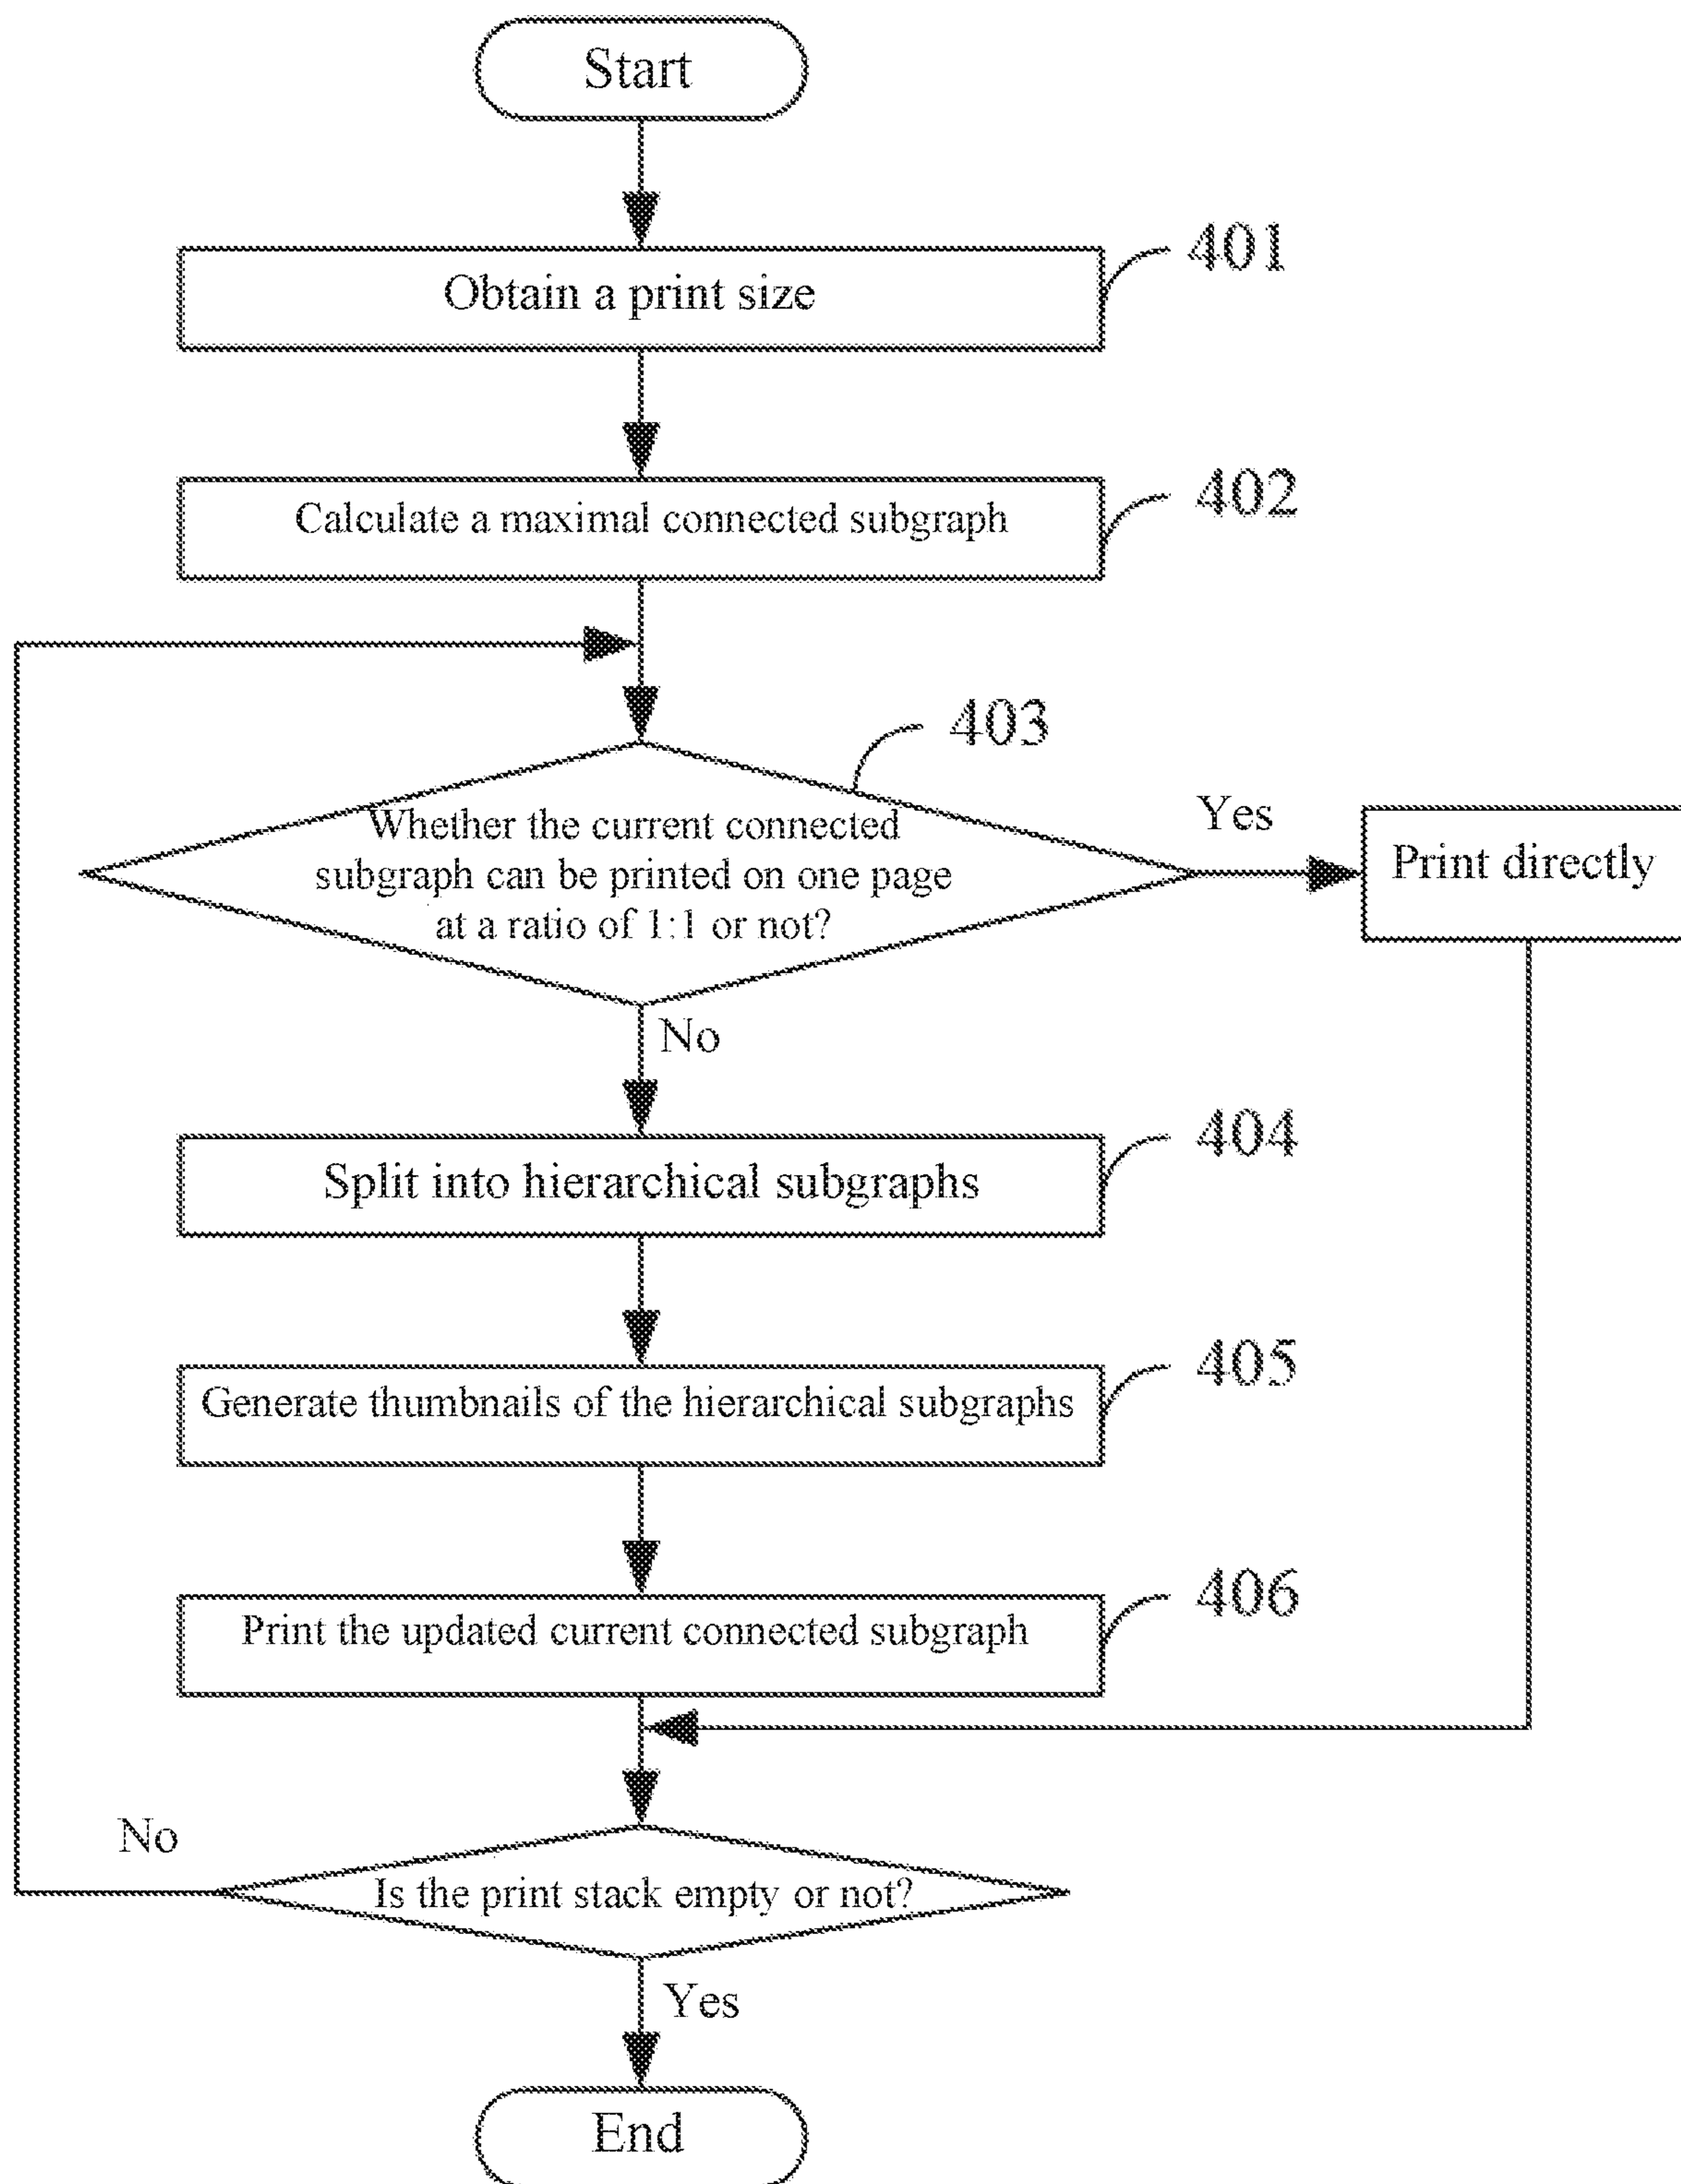 Start
401
Obtain a print size
402
Calculate a maximal connected subgraph
403
Whether the current connected
subgraph can be printed on one page
at a ratio of 1:1 or not?
Yes
Print directly
No
404
Split into hierarchical subgraphs
405
Generate thumbnails of the hierarchical subgraphs
406
Print the updated current connected subgraph
No
Is the print stack empty or not?
Yes
End